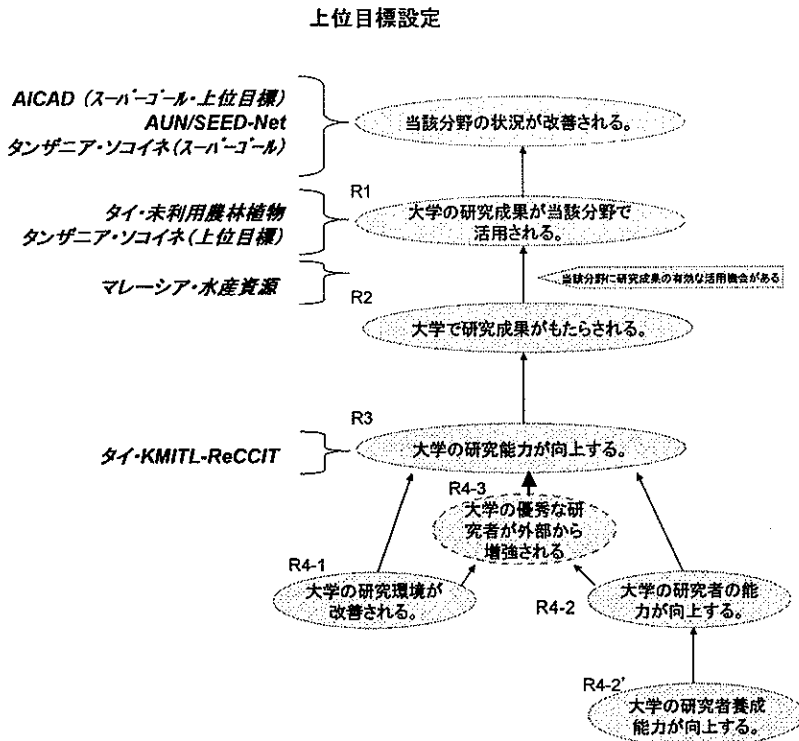 上位目標設定
AICAD (スーパーゴール・上位目標)
AUN/SEED-Net
タンザニア・ソコイネ(スーパーゴール)
当該分野の状況が改善される。
R1
タイ・未利用農林植物
タンザニア・ソコイネ(上位目標)
大学の研究成果が当該分野で
活用される。
マレーシア・水産資源
当該分野に研究成果の有効な活用機会がある
R2
大学で研究成果がもたらされる。
R3
タイ・KMITL-ReCCIT
大学の研究能力が向上する。
R4-3
大学の優秀な研
究者が外部から
増強される
R4-1
大学の研究環境が
改善される。
R4-2
大学の研究者の能
力が向上する。
R4-2'
大学の研究者養成
能力が向上する。